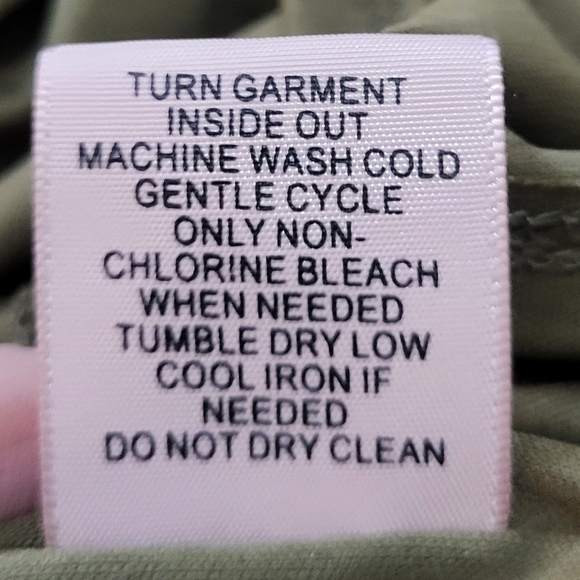 TURN GARMENT
INSIDE OUT
MACHINE WASH COLD
GENTLE CYCLE
ONLY NON-
CHLORINE BLEACH
WHEN NEEDED
TUMBLE DRY LOW
COOL IRON IF
NEEDED
DO NOT DRY CLEAN